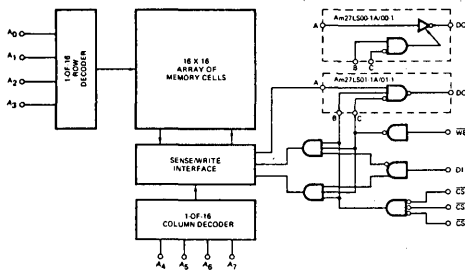 A0
A1
A2
A3
1-OF-16
ROW
DECODER
16 X 16
ARRAY OF
MEMORY CELLS
SENSE/WRITE
INTERFACE
1-OF-16
COLUMN DECODER
A4
A5
A6
A7
Am27LS00-1A/00-1
A
B
C
DO
Am27LS01-1A/01-1
A
B
C
DO
WE
DI
CS
CS
CS